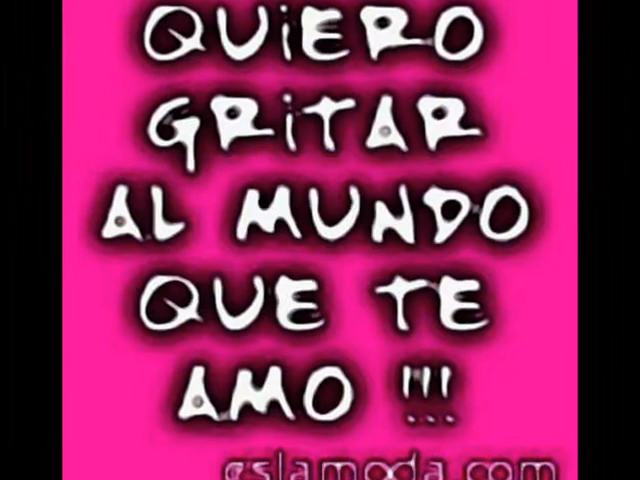 QUIERO
GRITAR
AL MUNDO
QUE TE
AMO !!!
eslamoda.com